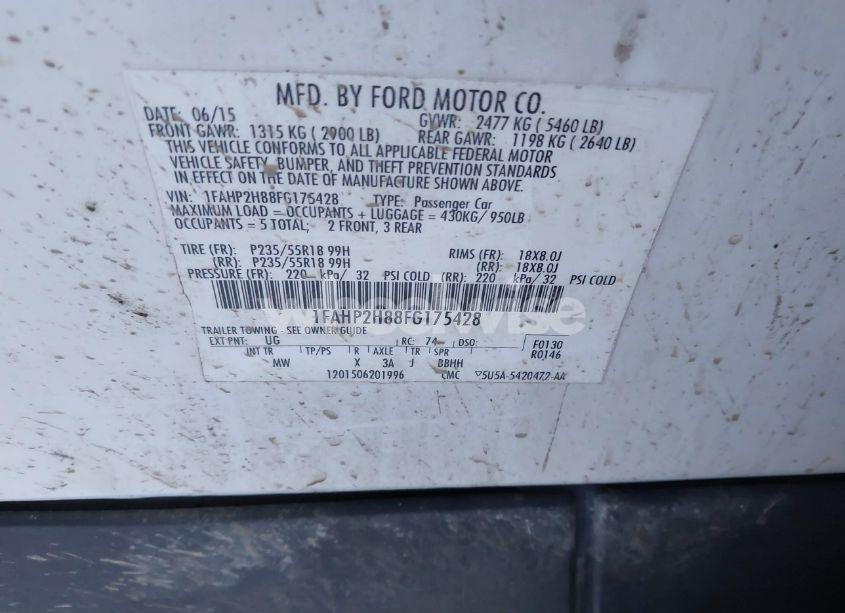 MFD. BY FORD MOTOR CO.
DATE: 06/15 GVWR: 2477 KG ( 5460 LB)
FRONT GAWR: 1315 KG ( 2900 LB) REAR GAWR: 1198 KG ( 2640 LB)
THIS VEHICLE CONFORMS TO ALL APPLICABLE FEDERAL MOTOR
VEHICLE SAFETY, BUMPER, AND THEFT PREVENTION STANDARDS
IN EFFECT ON THE DATE OF MANUFACTURE SHOWN ABOVE.
VIN: 1FAHP2H88FG175428 TYPE: Passenger Car
MAXIMUM LOAD = OCCUPANTS + LUGGAGE = 430KG/ 950LB
OCCUPANTS = 5 TOTAL; 2 FRONT, 3 REAR
TIRE (FR): P235/55R18 99H RIMS (FR): 18X8.0J
(RR): P235/55R18 99H (RR): 18X8.0J
PRESSURE (FR): 220 kPa/ 32 PSI COLD (RR): 220 kPa/ 32 PSI COLD
1FAHP2H88FG175428
TRAILER TOWING - SEE OWNER GUIDE
EXT PNT: UG RC: 74 DSO: F0130
INT TR TP/PS R AXLE TR SPR R0146
MW X 3A J BBHH
1201506201996 CMC ▽5U5A-5420472-AA